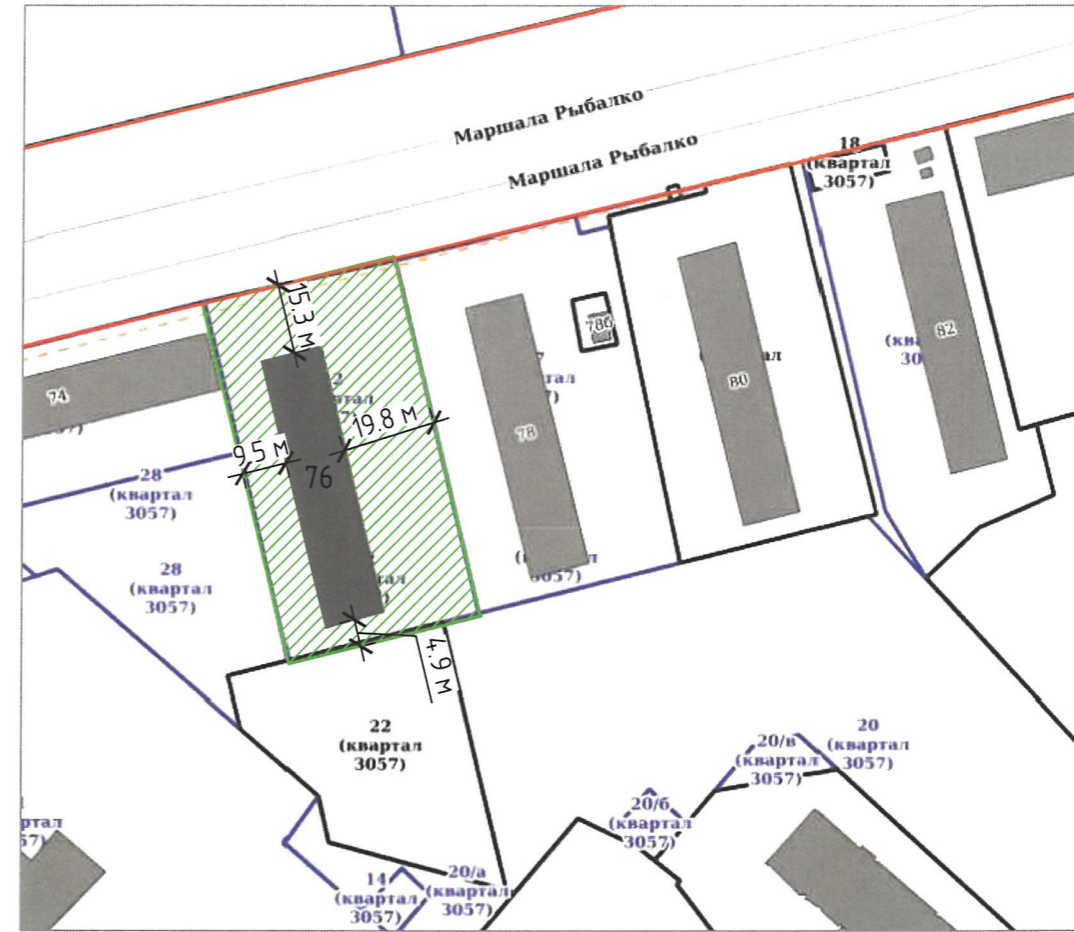 Маршала Рыбалко
Маршала Рыбалко
18
(квартал
3057)
15.3 м
78б
82
74
80
9.5 м
19.8 м
76
78
28
(квартал
3057)
28
(квартал
3057)
4.9 м
22
(квартал
3057)
20/в
(квартал
3057)
20
(квартал
3057)
20/б
(квартал
3057)
20/а
(квартал
3057)
14
(квартал
3057)